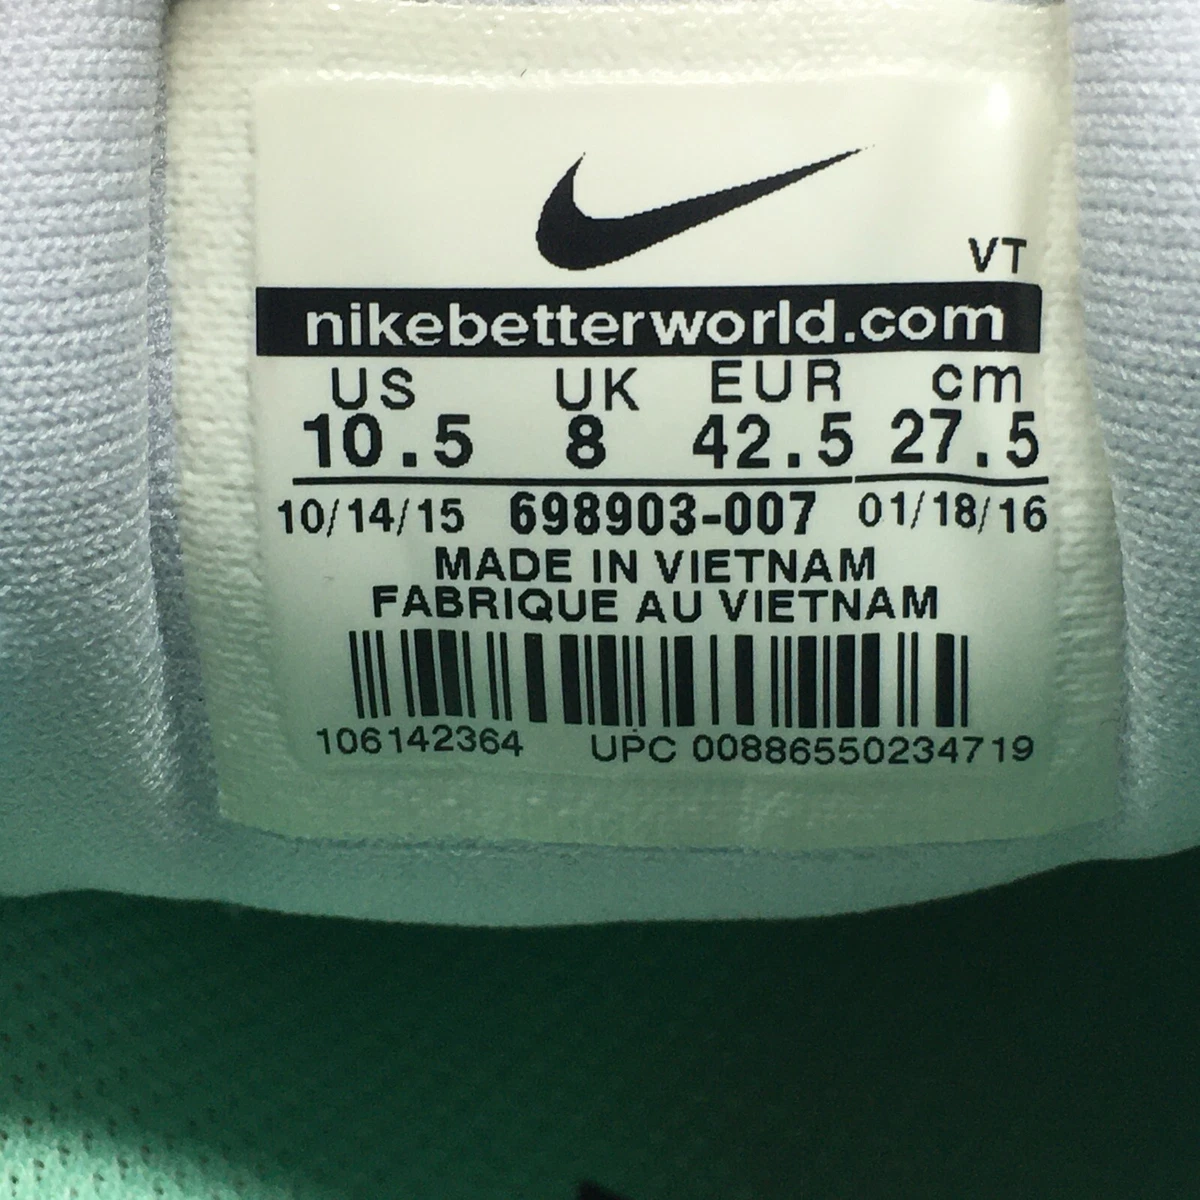 VT
nikebetterworld.com
US UK EUR cm
10.5 8 42.5 27.5
10/14/15 698903-007 01/18/16
MADE IN VIETNAM
FABRIQUE AU VIETNAM
106142364 UPC 00886550234719